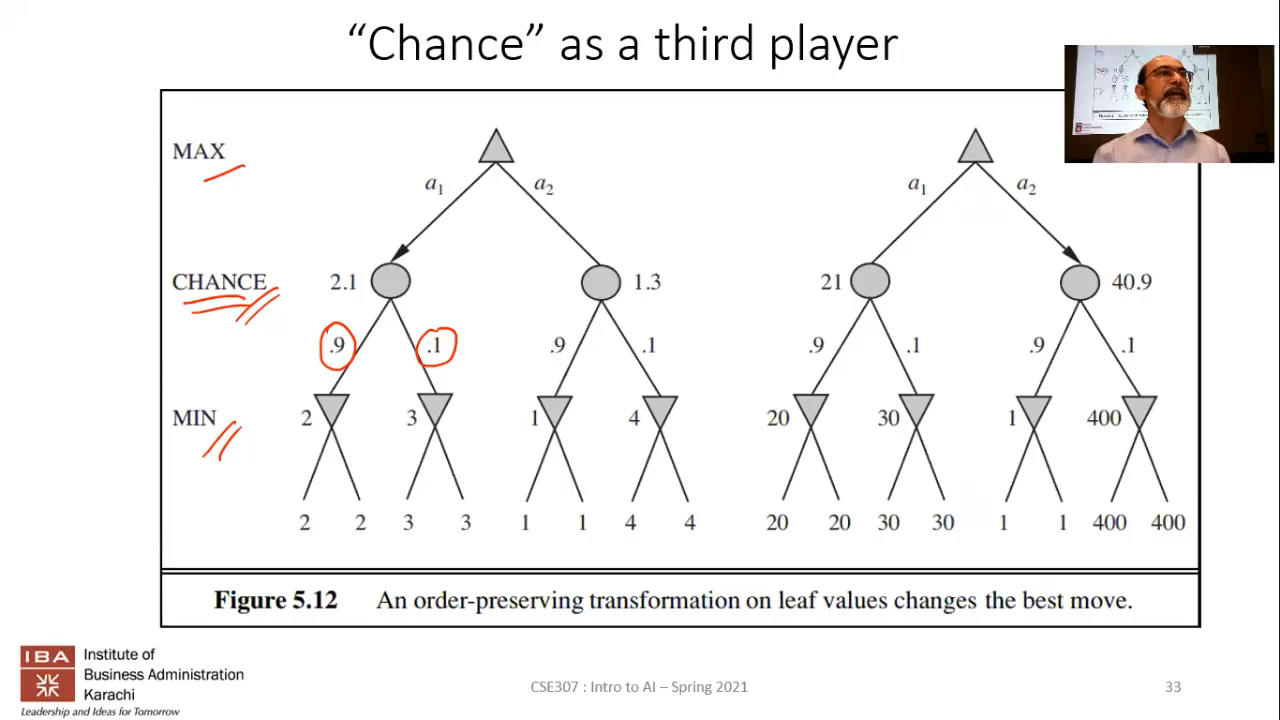 “Chance” as a third player
MAX
a1 a2 a1 a2
CHANCE 2.1 1.3 21 40.9
.9 .1 .9 .1 .9 .1 .9 .1
MIN 2 3 1 4 20 30 1 400
2 2 3 3 1 1 4 4 20 20 30 30 1 1 400 400
Figure 5.12 An order-preserving transformation on leaf values changes the best move.
IBA
Institute of
Business Administration
Karachi
Leadership and Ideas for Tomorrow
CSE307 : Intro to AI – Spring 2021
33